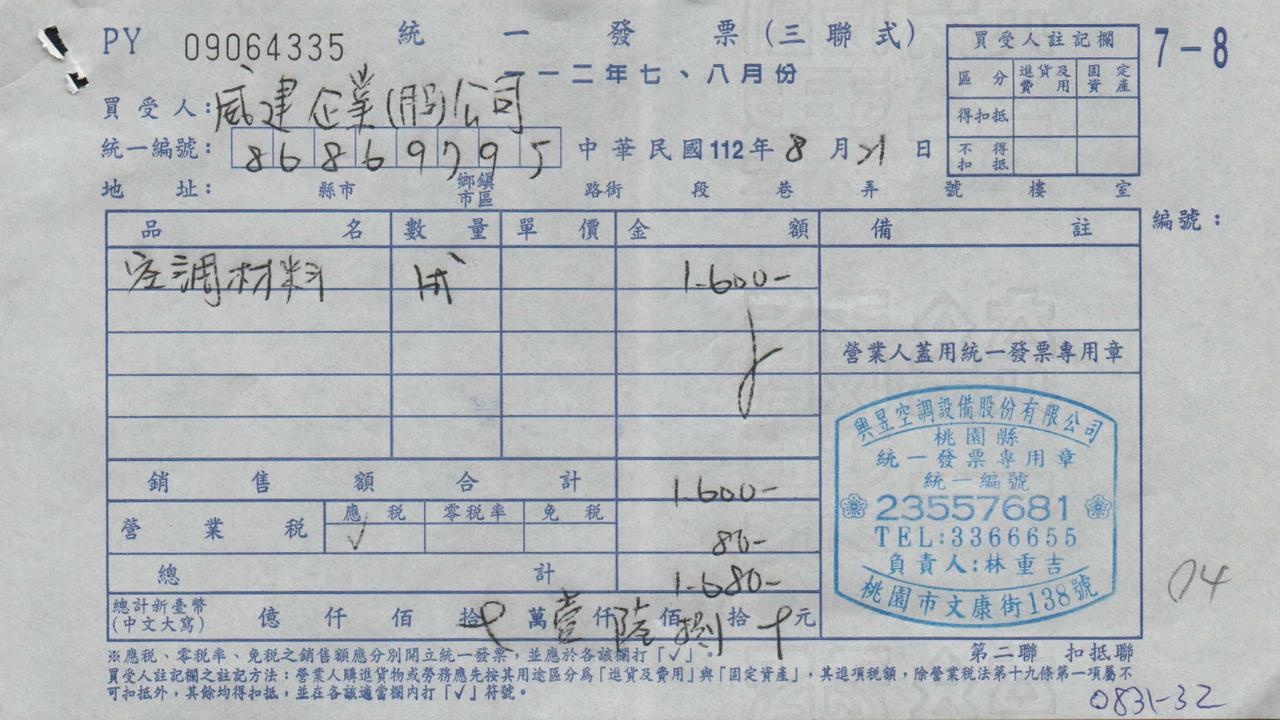 PY 09064335 統一發票(三聯式)
一一二年七、八月份
7-8
買受人註記欄
區分 進貨及費用 固定資產
得扣抵
不得扣抵
買受人:威建企業(股)公司
統一編號: 86869795 中華民國112年8月21日
地址: 縣市 鄉鎮市區 路街 段 巷 弄 號 樓 室
品名 數量 單價 金額 備註 編號:
空調材料 1.600-
營業人蓋用統一發票專用章
興昱空調設備股份有限公司
桃園縣
統一發票專用章
統一編號
23557681
TEL:3366655
負責人:林重吉
桃園市文康街138號
銷售額合計 1.600-
營業稅 應稅 零稅率 免稅
√ 80-
總計 1.680-
總計新臺幣
(中文大寫) 億 仟 佰 拾 萬 壹 仟 陸 佰 捌 拾 元
04
※應税、零税率、免税之銷售額應分別開立統一發票,並應於各該欄打「√」。
第二聯 扣抵聯
買受人註記欄之註記方法:營業人購進貨物或勞務應先按其用途區分爲「進貨及費用」與「固定資產」,其進項稅額,除營業稅法第十九條第一項屬不
可扣抵外,其餘均得扣抵,並在各該適當欄內打「√」符號。
0831-32